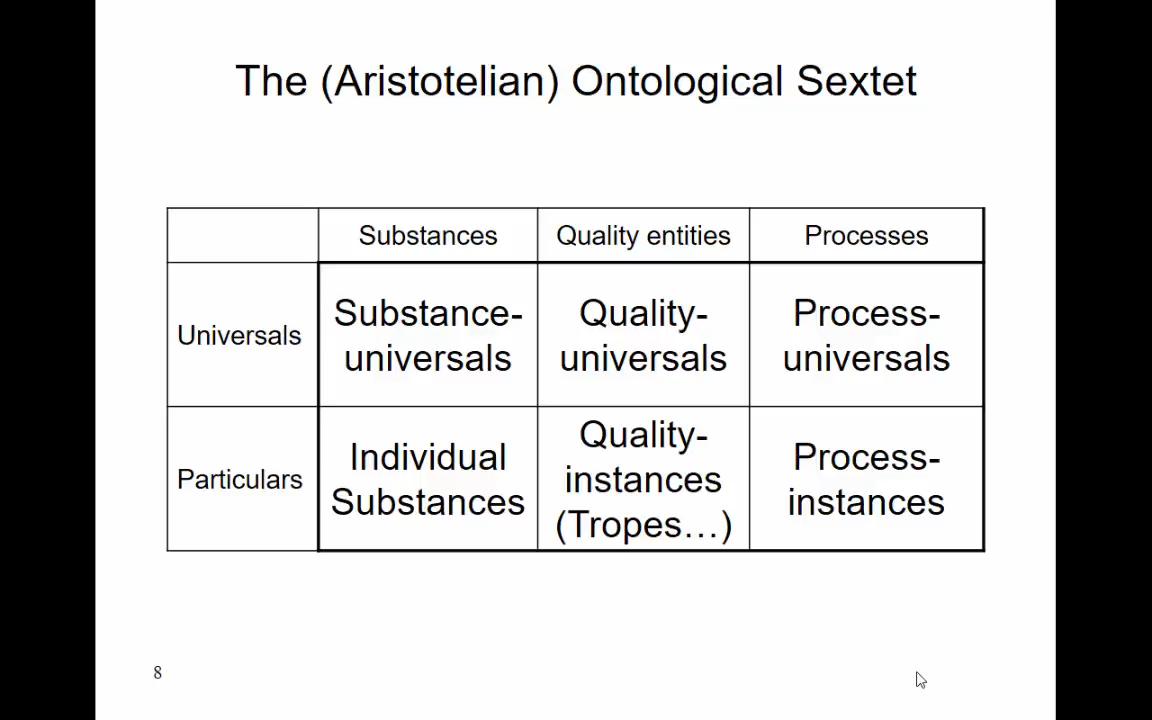 The (Aristotelian) Ontological Sextet
Substances
Quality entities
Processes
Universals
Substance-
universals
Quality-
universals
Process-
universals
Particulars
Individual
Substances
Quality-
instances
(Tropes…)
Process-
instances
8